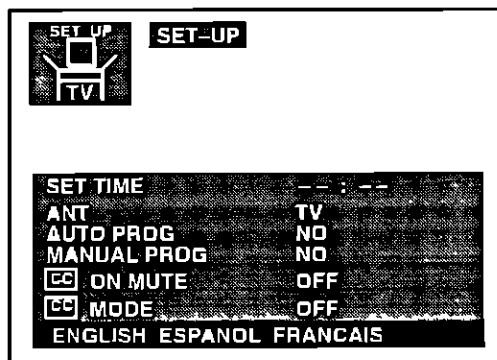 SET UP
SET-UP
TV
SET TIME --:--
ANT TV
AUTO PROG NO
MANUAL PROG NO
CC ON MUTE OFF
CC MODE OFF
ENGLISH ESPANOL FRANCAIS